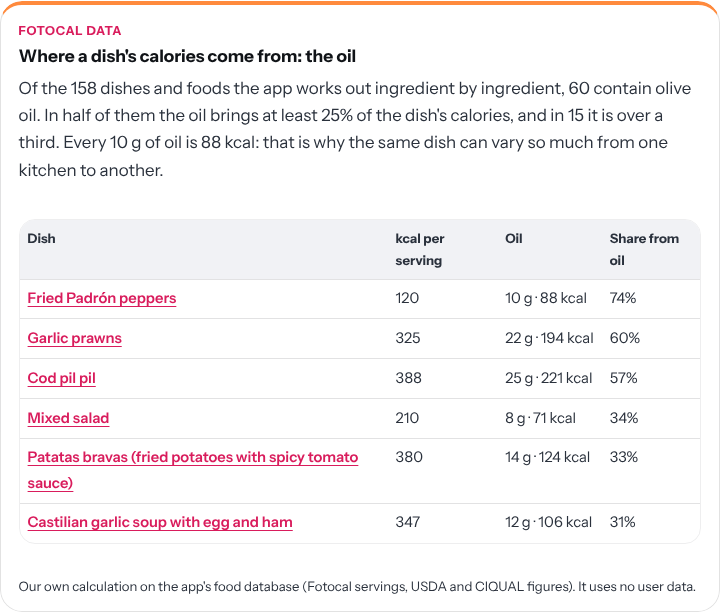 FOTOCAL DATA
Where a dish's calories come from: the oil
Of the 158 dishes and foods the app works out ingredient by ingredient, 60 contain olive
oil. In half of them the oil brings at least 25% of the dish's calories, and in 15 it is over a
third. Every 10 g of oil is 88 kcal: that is why the same dish can vary so much from one
kitchen to another.
Dish kcal per serving Oil Share from oil
Fried Padrón peppers 120 10 g · 88 kcal 74%
Garlic prawns 325 22 g · 194 kcal 60%
Cod pil pil 388 25 g · 221 kcal 57%
Mixed salad 210 8 g · 71 kcal 34%
Patatas bravas (fried potatoes with spicy tomato sauce) 380 14 g · 124 kcal 33%
Castilian garlic soup with egg and ham 347 12 g · 106 kcal 31%
Our own calculation on the app's food database (Fotocal servings, USDA and CIQUAL figures). It uses no user data.